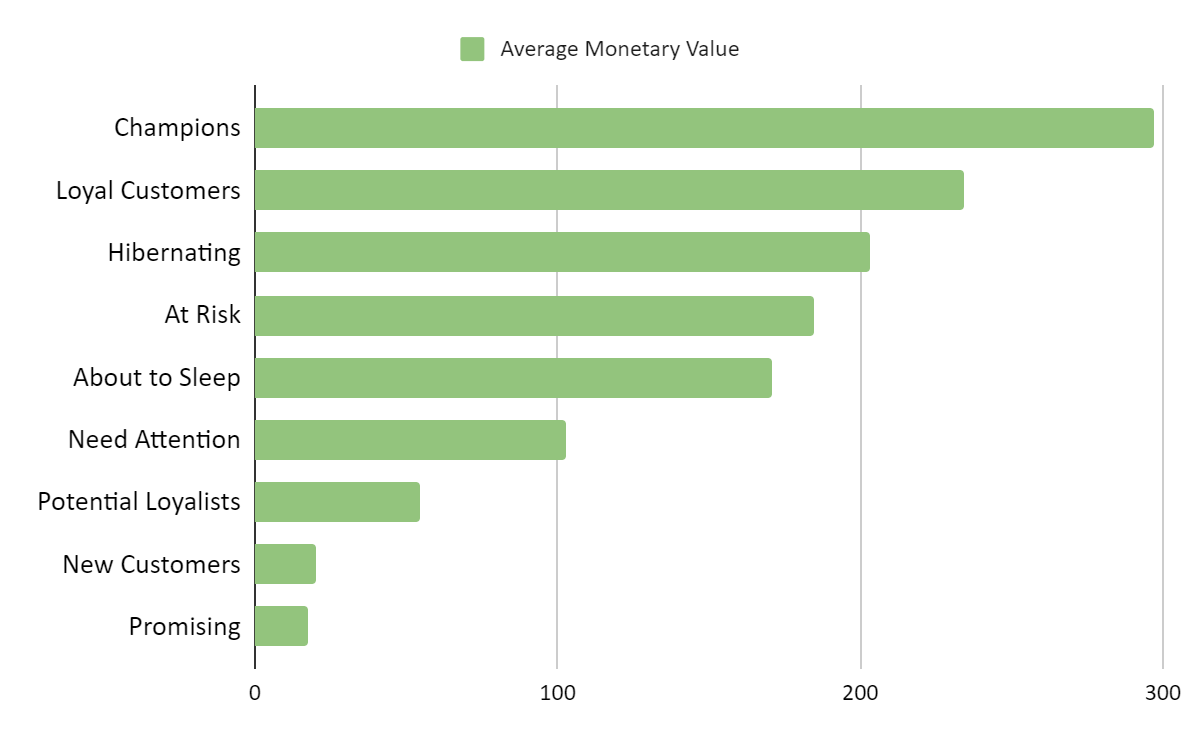 Average Monetary Value
Champions
Loyal Customers
Hibernating
At Risk
About to Sleep
Need Attention
Potential Loyalists
New Customers
Promising
0 100 200 300